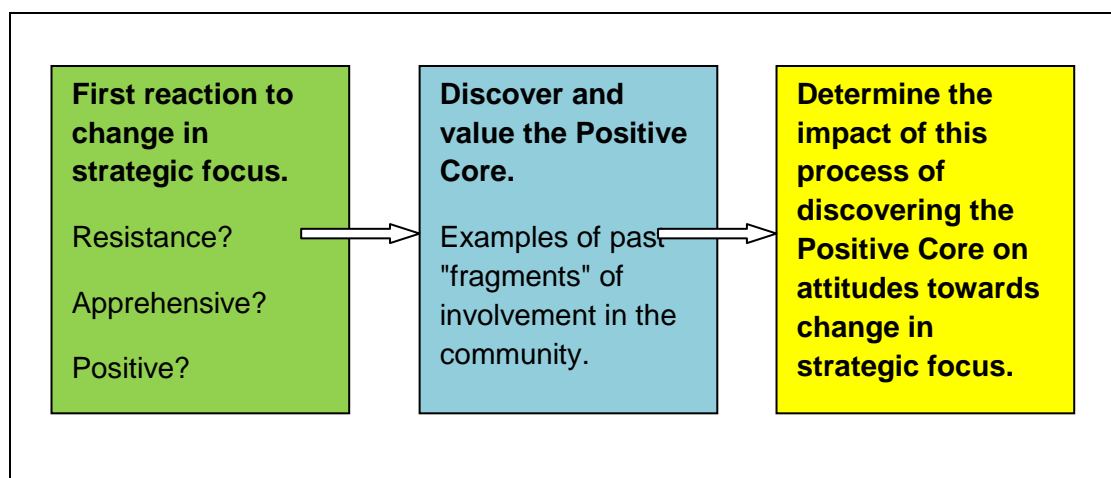 First reaction to
change in
strategic focus.
Resistance?
Apprehensive?
Positive?
Discover and
value the Positive
Core.
Examples of past
"fragments" of
involvement in the
community.
Determine the
impact of this
process of
discovering the
Positive Core on
attitudes towards
change in
strategic focus.